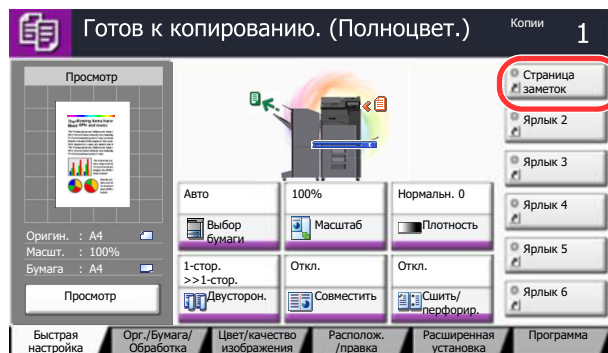 Готов к копированию. (Полноцвет.)
Копии
1
Просмотр
Оригин. : A4
Масшт. : 100%
Бумага : A4
Просмотр
Авто
Выбор
бумаги
100%
Масштаб
Нормальн. 0
Плотность
1-стор.
>>1-стор.
Двусторон.
Откл.
Совместить
Откл.
Сшить/
перфорир.
Страница
заметок
Ярлык 2
Ярлык 3
Ярлык 4
Ярлык 5
Ярлык 6
Быстрая
настройка
Орг./Бумага/
Обработка
Цвет/качество
изображения
Располож.
/правка
Расширенная
установка
Программа